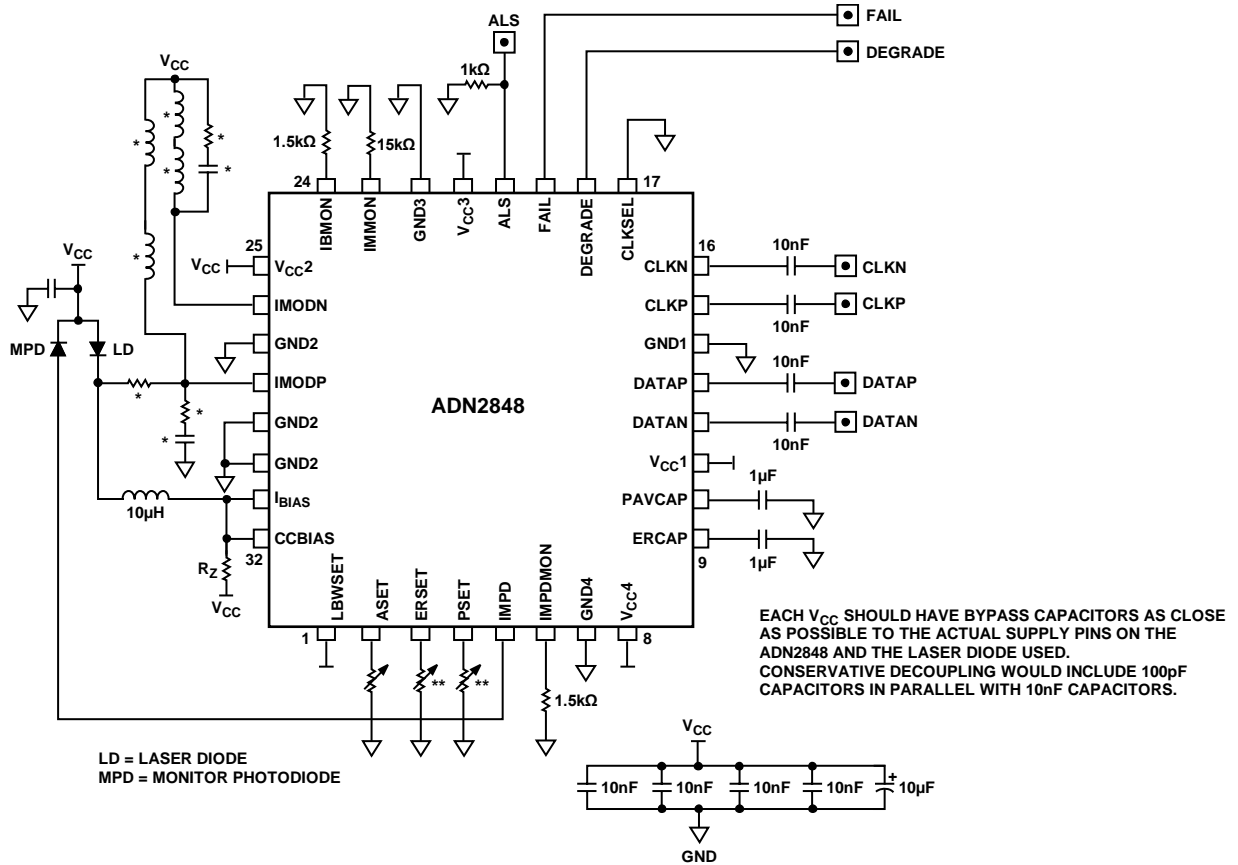 ALS
FAIL
DEGRADE
VCC
1kΩ
1.5kΩ
15kΩ
*
*
*
*
*
*
24
17
IBMON
IMMON
GND3
VCC3
ALS
FAIL
DEGRADE
CLKSEL
VCC
25
VCC
VCC2
IMODN
GND2
IMODP
GND2
GND2
IBIAS
CCBIAS
32
MPD
LD
*
*
*
10µH
RZ
VCC
ADN2848
16
CLKN
CLKP
GND1
DATAP
DATAN
VCC1
PAVCAP
ERCAP
9
10nF
CLKN
CLKP
10nF
10nF
DATAP
DATAN
10nF
1µF
1µF
LBWSET
ASET
ERSET
PSET
IMPD
IMPDMON
GND4
VCC4
1
8
**
**
1.5kΩ
EACH VCC SHOULD HAVE BYPASS CAPACITORS AS CLOSE
AS POSSIBLE TO THE ACTUAL SUPPLY PINS ON THE
ADN2848 AND THE LASER DIODE USED.
CONSERVATIVE DECOUPLING WOULD INCLUDE 100pF
CAPACITORS IN PARALLEL WITH 10nF CAPACITORS.
LD = LASER DIODE
MPD = MONITOR PHOTODIODE
VCC
10nF
10nF
10nF
10nF
+
10µF
GND